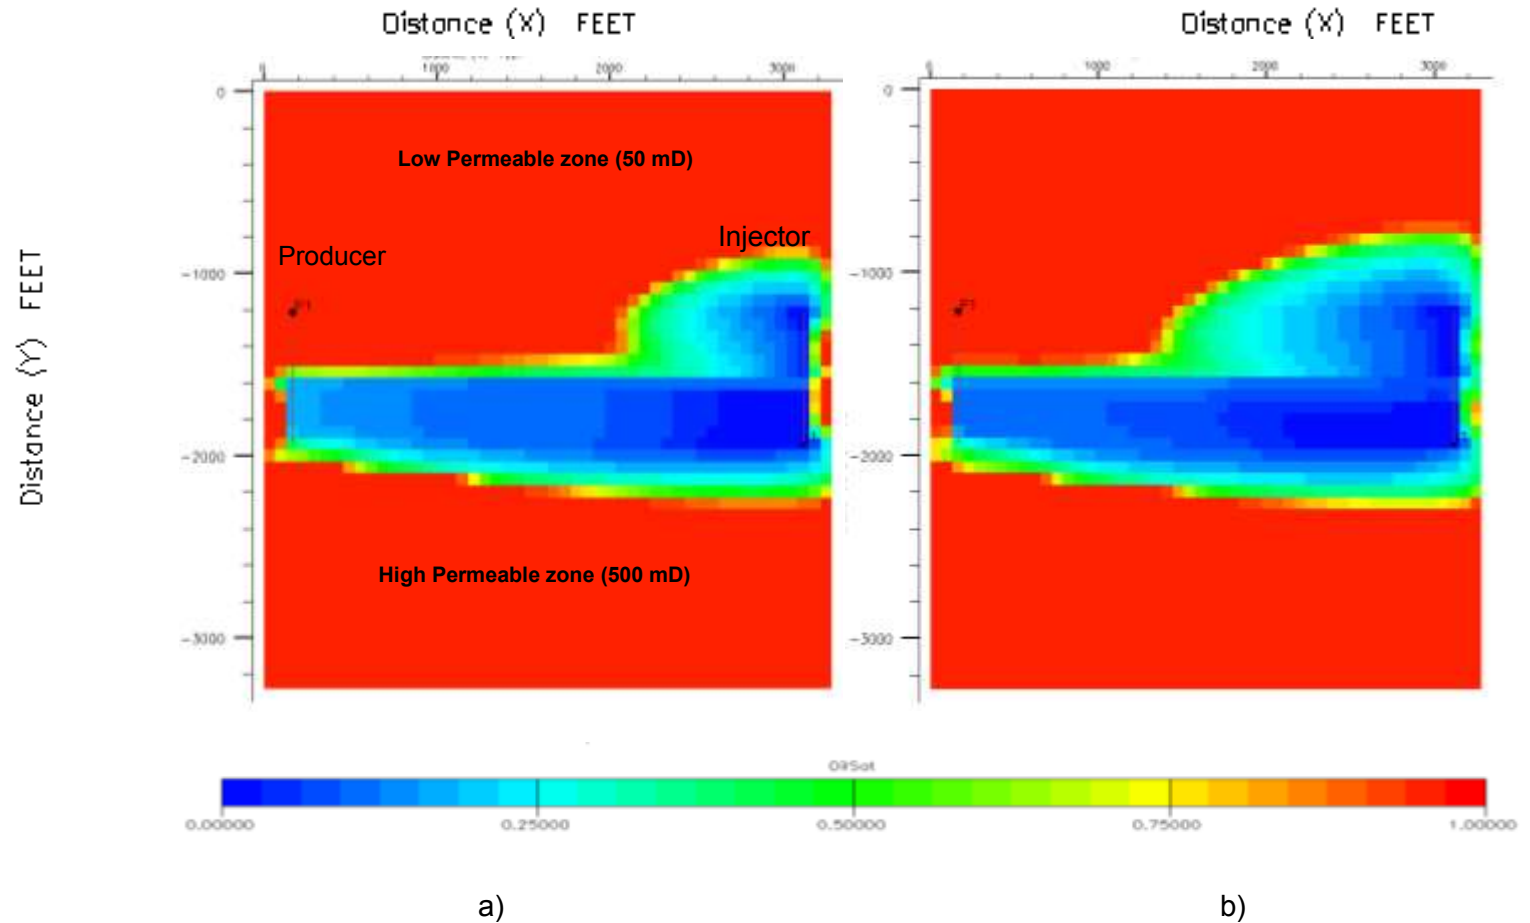 Distance (X) FEET
Distance (X) FEET
0 1000 2000 3000
0 1000 2000 3000
0
0
Low Permeable zone (50 mD)
Injector
Producer
-1000
-1000
-2000
-2000
High Permeable zone (500 mD)
-3000
-3000
Distance (Y) FEET
OilSat
0.00000 0.25000 0.50000 0.75000 1.00000
a) b)